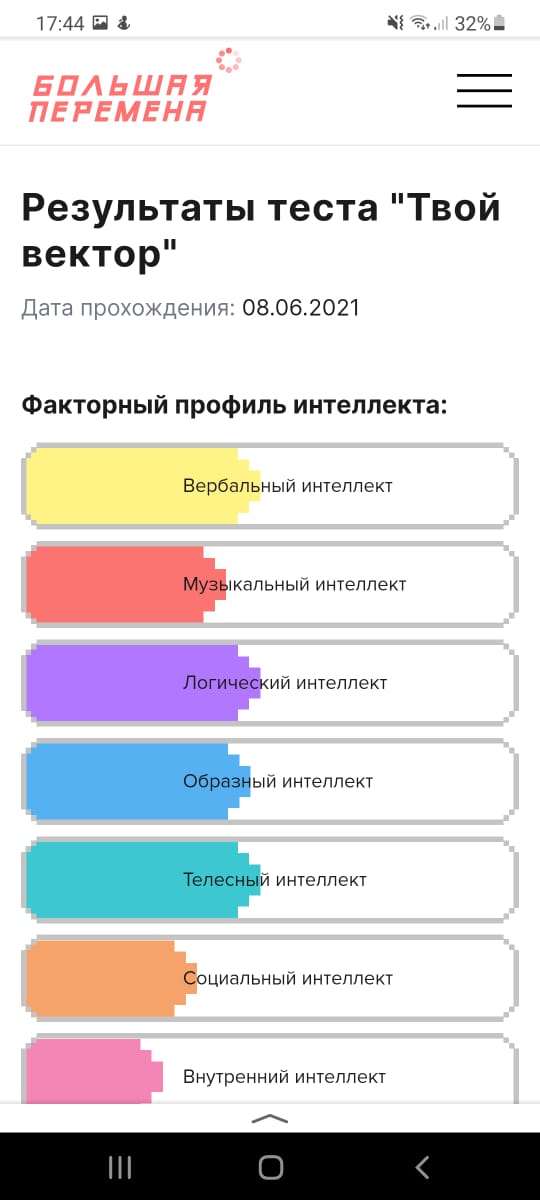 17:44 32%
БОЛЬШАЯ
ПЕРЕМЕНА
Результаты теста "Твой
вектор"
Дата прохождения: 08.06.2021
Факторный профиль интеллекта:
Вербальный интеллект
Музыкальный интеллект
Логический интеллект
Образный интеллект
Телесный интеллект
Социальный интеллект
Внутренний интеллект